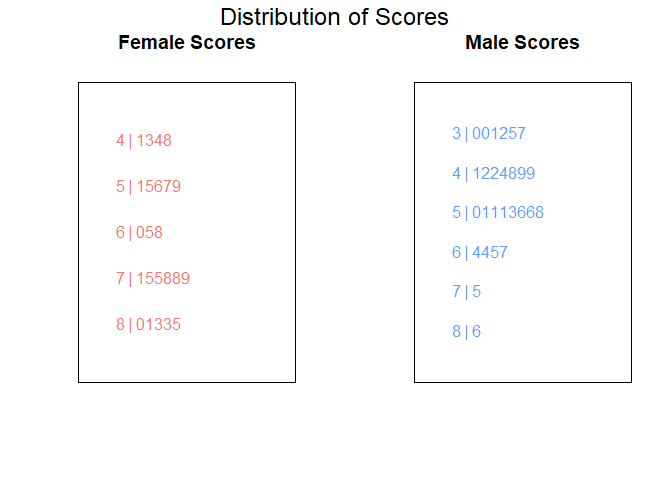 Distribution of Scores
Female Scores
4 | 1348
5 | 15679
6 | 058
7 | 155889
8 | 01335
Male Scores
3 | 001257
4 | 1224899
5 | 01113668
6 | 4457
7 | 5
8 | 6